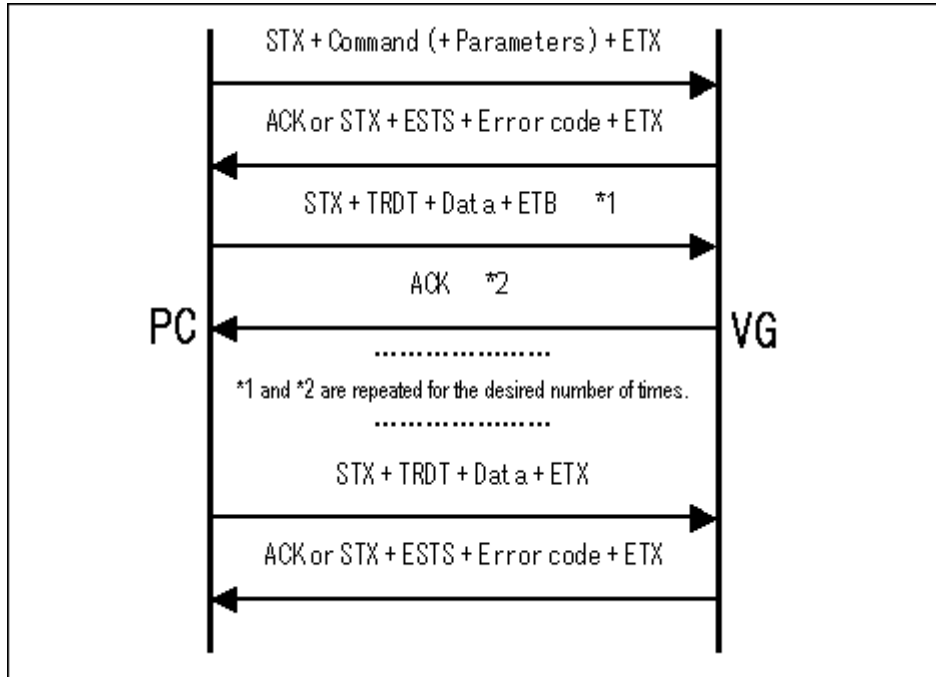 STX + Command (+ Parameters) + ETX
ACK or STX + ESTS + Error code + ETX
STX + TRDT + Data + ETB *1
ACK *2
PC
VG
.....................
*1 and *2 are repeated for the desired number of times.
.....................
STX + TRDT + Data + ETX
ACK or STX + ESTS + Error code + ETX